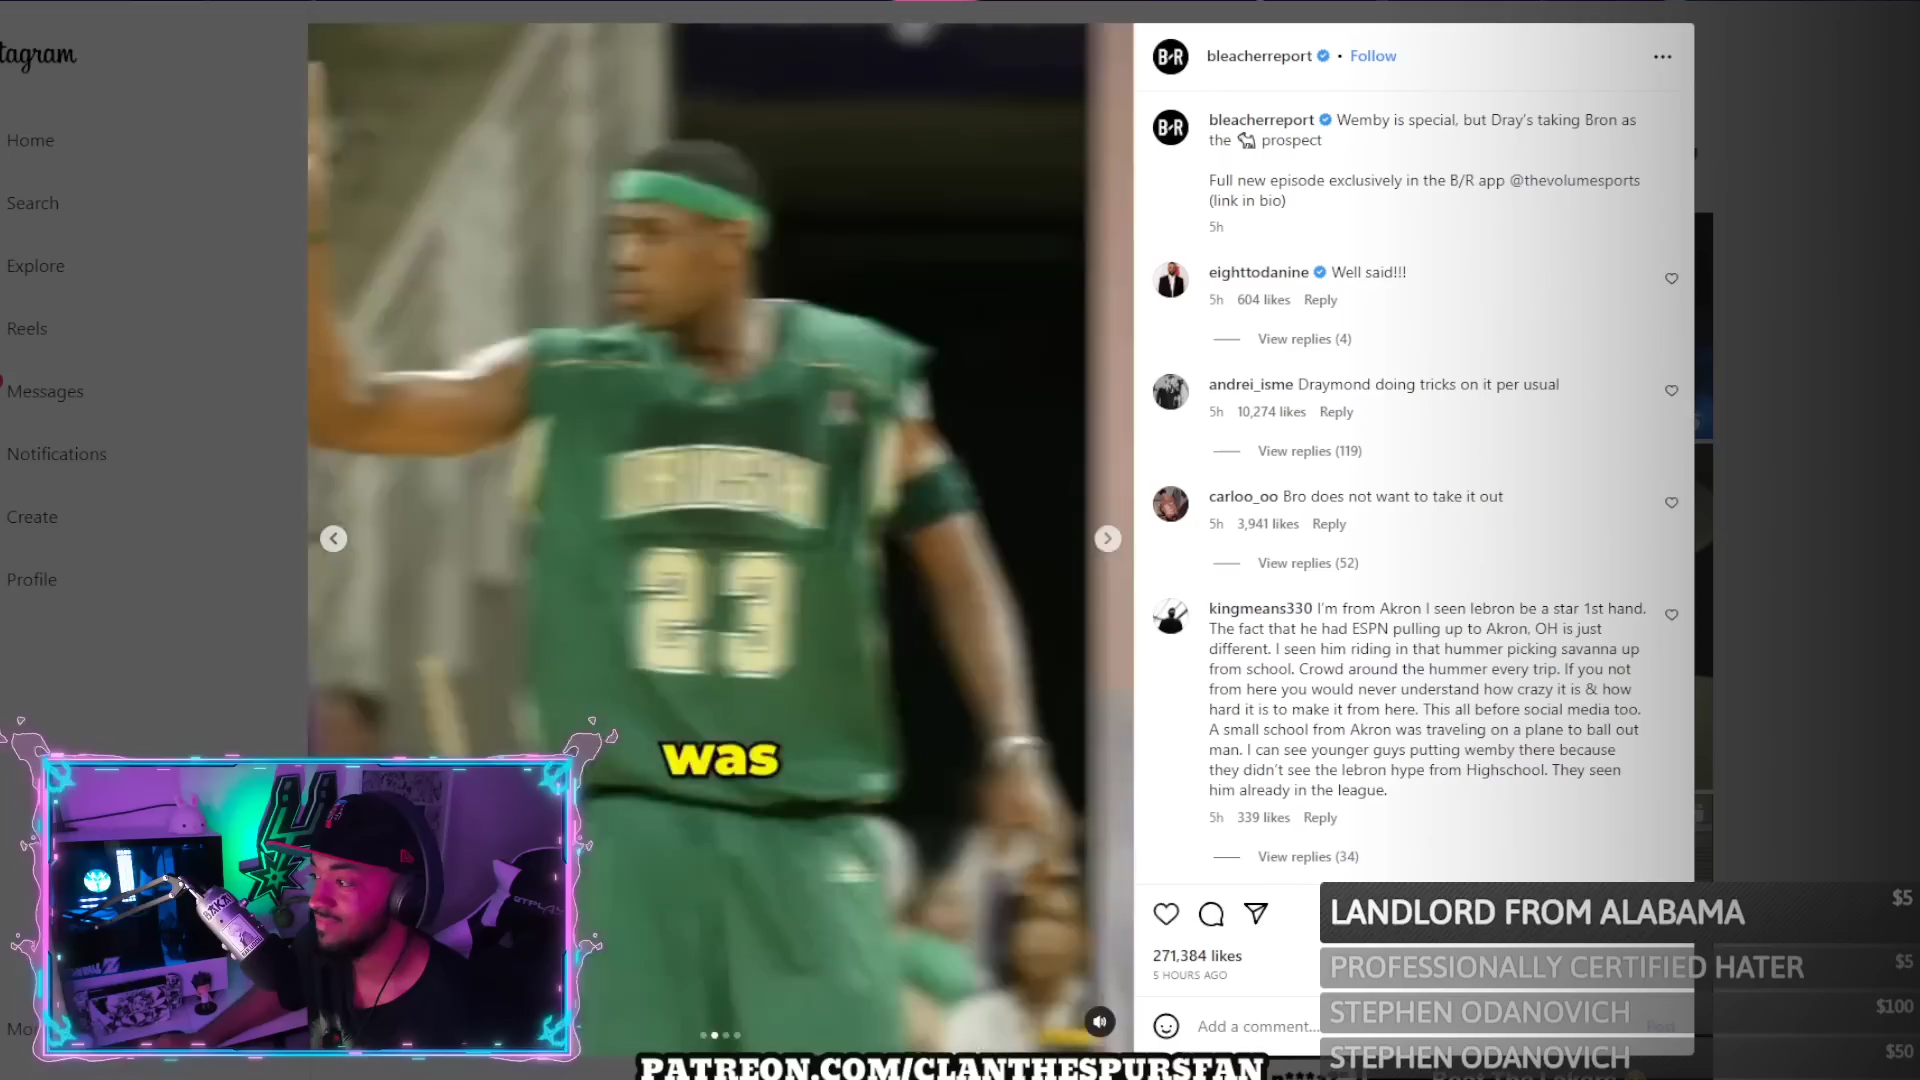 tagram
Home
Search
Explore
Reels
Messages
Notifications
Create
Profile
23
was
B-R
bleacherreport • Follow
B-R
bleacherreport Wemby is special, but Dray's taking Bron as
the 🐐 prospect
Full new episode exclusively in the B/R app @thevolumesports
(link in bio)
5h
eighttodanine Well said!!!
5h 604 likes Reply
View replies (4)
andrei_isme Draymond doing tricks on it per usual
5h 10,274 likes Reply
View replies (119)
carloo_oo Bro does not want to take it out
5h 3,941 likes Reply
View replies (52)
kingmeans330 I'm from Akron I seen lebron be a star 1st hand.
The fact that he had ESPN pulling up to Akron, OH is just
different. I seen him riding in that hummer picking savanna up
from school. Crowd around the hummer every trip. If you not
from here you would never understand how crazy it is & how
hard it is to make it from here. This all before social media too.
A small school from Akron was traveling on a plane to ball out
man. I can see younger guys putting wemby there because
they didn't see the lebron hype from Highschool. They seen
him already in the league.
5h 339 likes Reply
View replies (34)
271,384 likes
5 HOURS AGO
Add a comment...
LANDLORD FROM ALABAMA $5
PROFESSIONALLY CERTIFIED HATER $5
STEPHEN ODANOVICH $100
STEPHEN ODANOVICH $50
PATREON.COM/CLANTHESPURSFAN